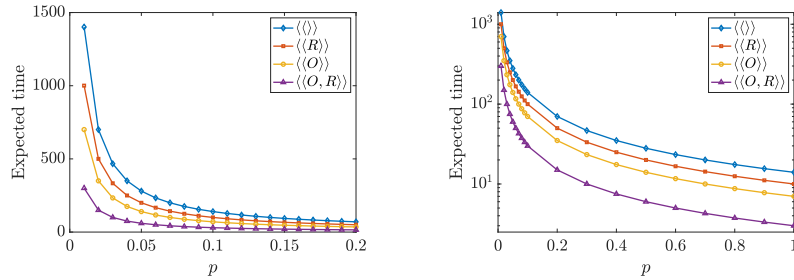 1500
1000
500
0
Expected time
0 0.05 0.1 0.15 0.2
p
⟨⟨⟩⟩
⟨⟨R⟩⟩
⟨⟨O⟩⟩
⟨⟨O, R⟩⟩
10³
10²
10¹
Expected time
0 0.2 0.4 0.6 0.8 1
p
⟨⟨⟩⟩
⟨⟨R⟩⟩
⟨⟨O⟩⟩
⟨⟨O, R⟩⟩